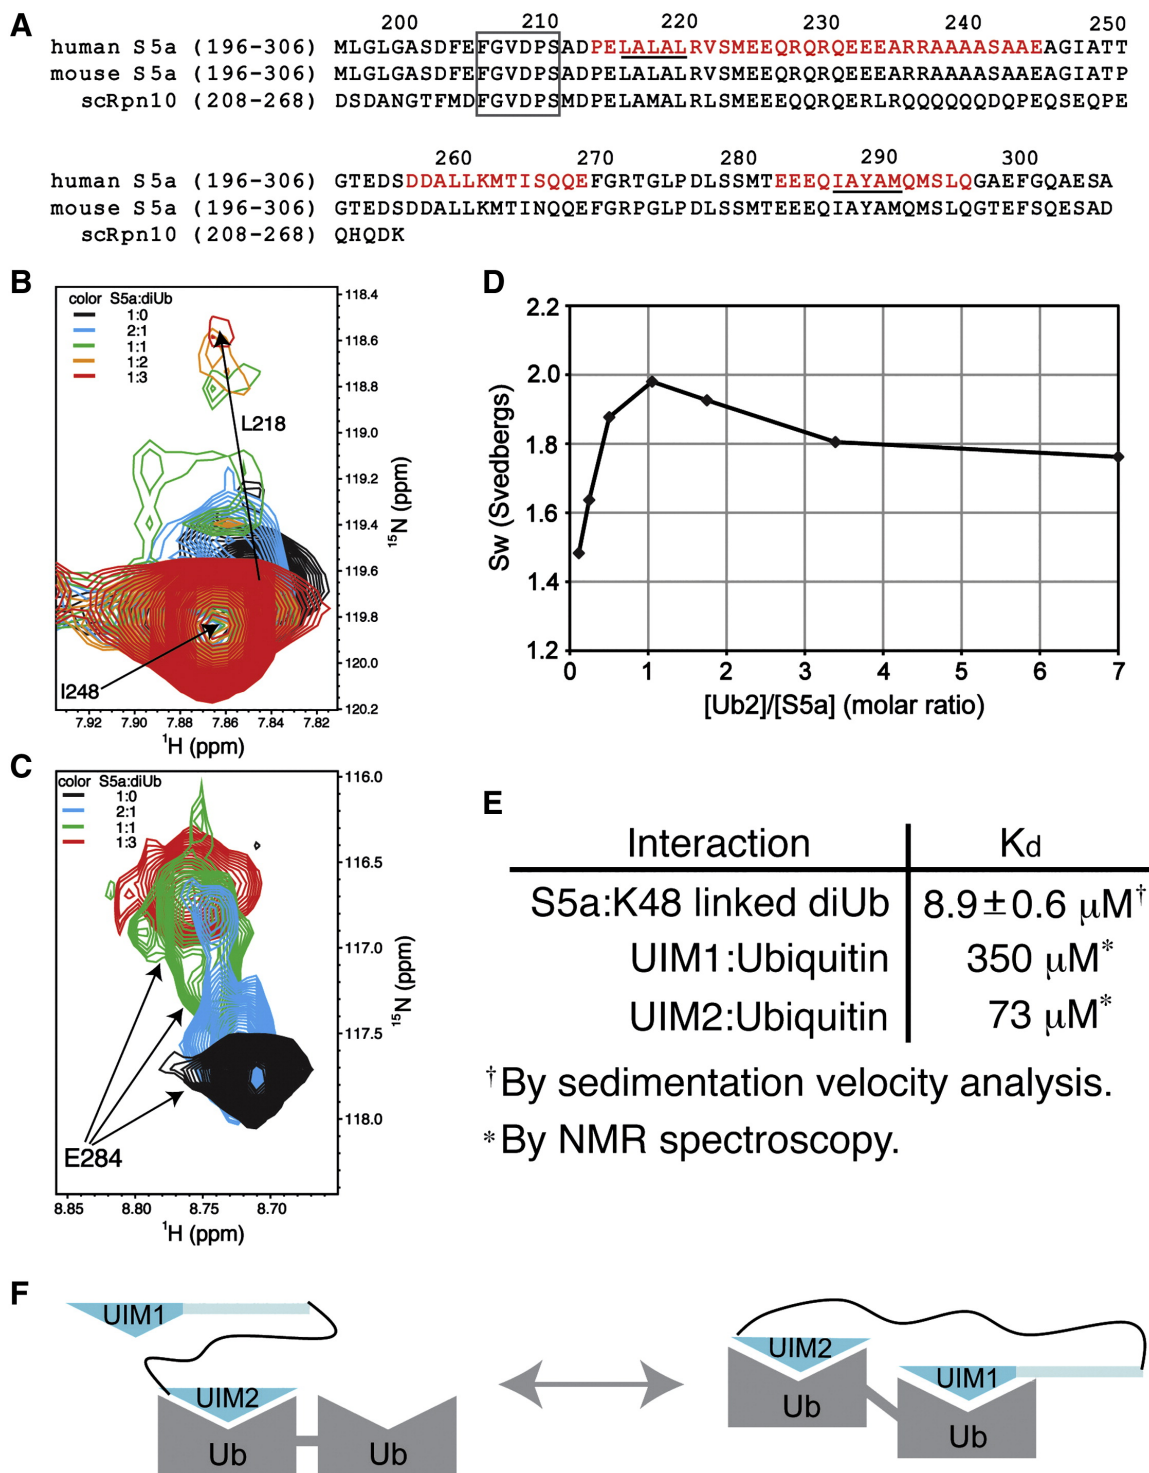 A
200 210 220 230 240 250
human S5a (196-306) MLGLGASDFEFGVDPSADPELALALRVSMEEQRQRQEEEARRAAAASAAEAGIATT
mouse S5a (196-306) MLGLGASDFEFGVDPSADPELALALRVSMEEQRQRQEEEARRAAAASAAEAGIATP
scRpn10 (208-268) DSDANGTFMDFGVDPSMDPELAMALRLSMEEEQQRQERLRQQQQQQDQPEQSEQPE
260 270 280 290 300
human S5a (196-306) GTEDSDDALLKMTISQQEFGRTGLPDLSSMTEEEQIAYAMQMSLQGAEFGQAESA
mouse S5a (196-306) GTEDSDDALLKMTINQQEFGRPGLPDLSSMTEEEQIAYAMQMSLQGTEFSQESAD
scRpn10 (208-268) QHQDK
B
color S5a:diUb
1:0
2:1
1:1
1:2
1:3
L218
I248
118.4
118.6
118.8
119.0
119.2
119.4
119.6
119.8
120.0
120.2
15N (ppm)
7.92 7.90 7.88 7.86 7.84 7.82
1H (ppm)
C
color S5a:diUb
1:0
2:1
1:1
1:3
E284
116.0
116.5
117.0
117.5
118.0
15N (ppm)
8.85 8.80 8.75 8.70
1H (ppm)
D
2.2
2.0
1.8
1.6
1.4
1.2
Sw (Svedbergs)
0 1 2 3 4 5 6 7
[Ub2]/[S5a] (molar ratio)
E
Interaction Kd
S5a:K48 linked diUb 8.9±0.6 μM†
UIM1:Ubiquitin 350 μM*
UIM2:Ubiquitin 73 μM*
†By sedimentation velocity analysis.
*By NMR spectroscopy.
F
UIM1
UIM2
Ub Ub
UIM2
UIM1
Ub
Ub